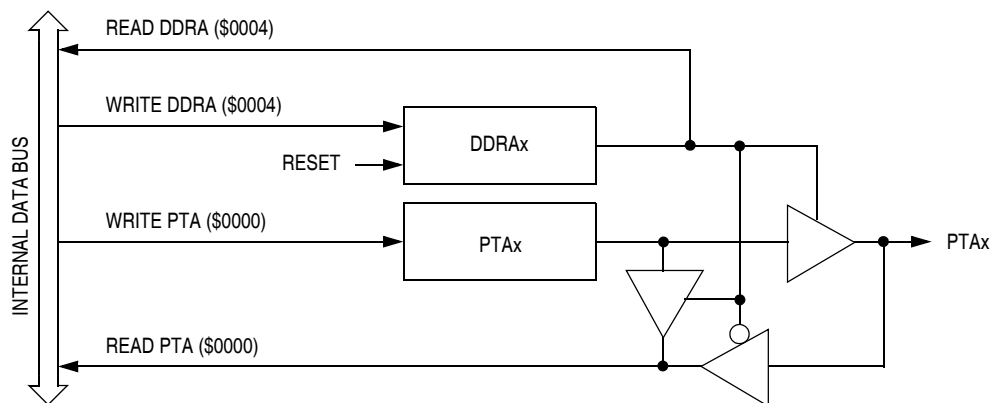 READ DDRA ($0004)
WRITE DDRA ($0004)
DDRAx
RESET
INTERNAL DATA BUS
WRITE PTA ($0000)
PTAx
PTAx
READ PTA ($0000)